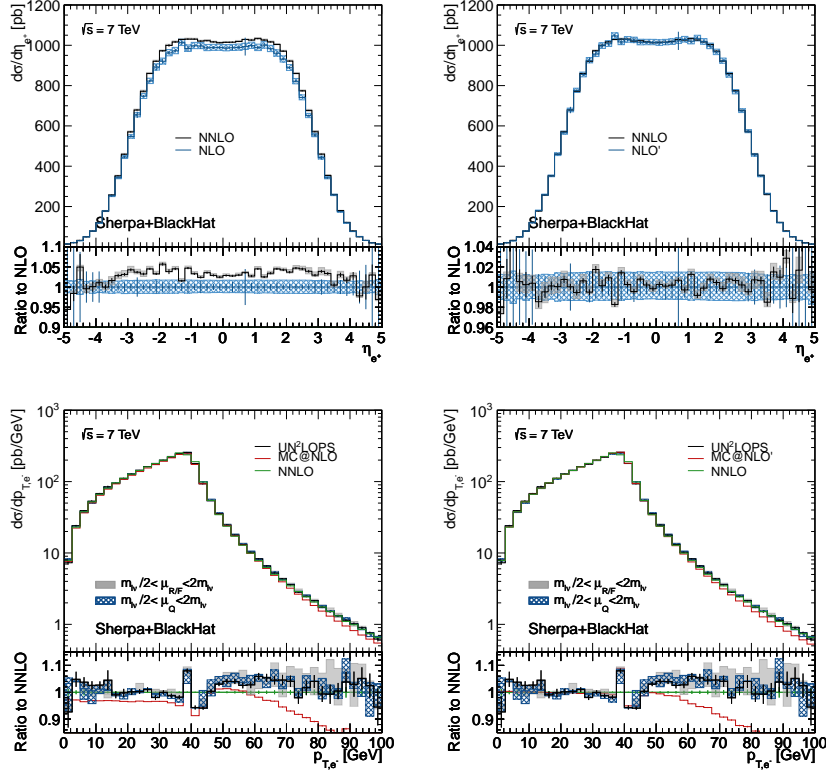 √s = 7 TeV
dσ/dη_e⁺ [pb]
1200
1000
800
600
400
200
NNLO
NLO
Sherpa+BlackHat
Ratio to NLO
1.1
1.05
1
0.95
0.9
-5 -4 -3 -2 -1 0 1 2 3 4 5
η_e⁺
√s = 7 TeV
dσ/dη_e⁺ [pb]
1200
1000
800
600
400
200
NNLO
NLO'
Sherpa+BlackHat
Ratio to NLO
1.04
1.02
1
0.98
0.96
-5 -4 -3 -2 -1 0 1 2 3 4 5
η_e⁺
√s = 7 TeV
dσ/dp_T,e⁻ [pb/GeV]
10³
10²
10
1
UN²LOPS
MC@NLO
NNLO
m_lν/2< μ_R/F <2m_lν
m_lν/2< μ_Q <2m_lν
Sherpa+BlackHat
Ratio to NNLO
1.1
1
0.9
0 10 20 30 40 50 60 70 80 90 100
p_T,e⁻ [GeV]
√s = 7 TeV
dσ/dp_T,e⁻ [pb/GeV]
10³
10²
10
1
UN²LOPS
MC@NLO'
NNLO
m_lν/2< μ_R/F <2m_lν
m_lν/2< μ_Q <2m_lν
Sherpa+BlackHat
Ratio to NNLO
1.1
1
0.9
0 10 20 30 40 50 60 70 80 90 100
p_T,e⁻ [GeV]